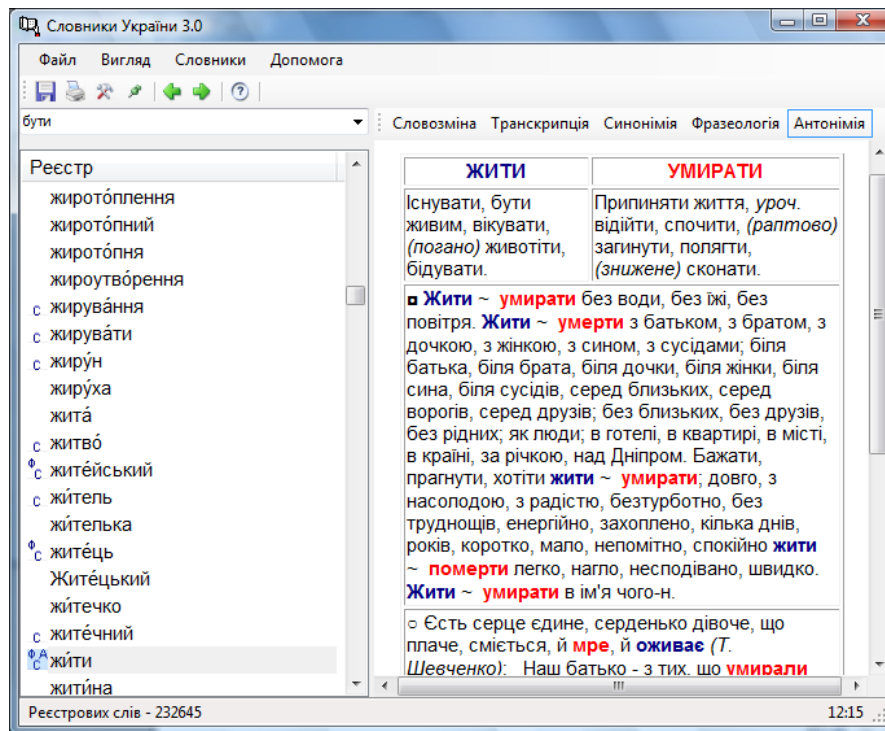 Словники України 3.0
Файл Вигляд Словники Допомога
бути
Словозміна Транскрипція Синонімія Фразеологія Антонімія
Реєстр
жирото́плення
жирото́пний
жирото́пня
жироутво́рення
с жирува́ння
с жирува́ти
с жиру́н
жиру́ха
жита́
с житво́
Ф С жите́йський
с жи́тель
жи́телька
Ф С жите́ць
Жите́цький
жи́течко
с жите́чний
Ф А С жи́ти
жити́на
ЖИТИ
УМИРАТИ
Існувати, бути
живим, вікувати,
(погано) животіти,
бідувати.
Припиняти життя, уроч.
відійти, спочити, (раптово)
загинути, полягти,
(знижене) сконати.
◘ Жити ~ умирати без води, без їжі, без
повітря. Жити ~ умерти з батьком, з братом, з
дочкою, з жінкою, з сином, з сусідами; біля
батька, біля брата, біля дочки, біля жінки, біля
сина, біля сусідів, серед близьких, серед
ворогів, серед друзів; без близьких, без друзів,
без рідних; як люди; в готелі, в квартирі, в місті,
в країні, за річкою, над Дніпром. Бажати,
прагнути, хотіти жити ~ умирати; довго, з
насолодою, з радістю, безтурботно, без
труднощів, енергійно, захоплено, кілька днів,
років, коротко, мало, непомітно, спокійно жити
~ померти легко, нагло, несподівано, швидко.
Жити ~ умирати в ім'я чого-н.
○ Єсть серце єдине, серденько дівоче, що
плаче, сміється, й мре, й оживає (Т.
Шевченко): Наш батько - з тих, що умирали
Реєстрових слів - 232645
12:15